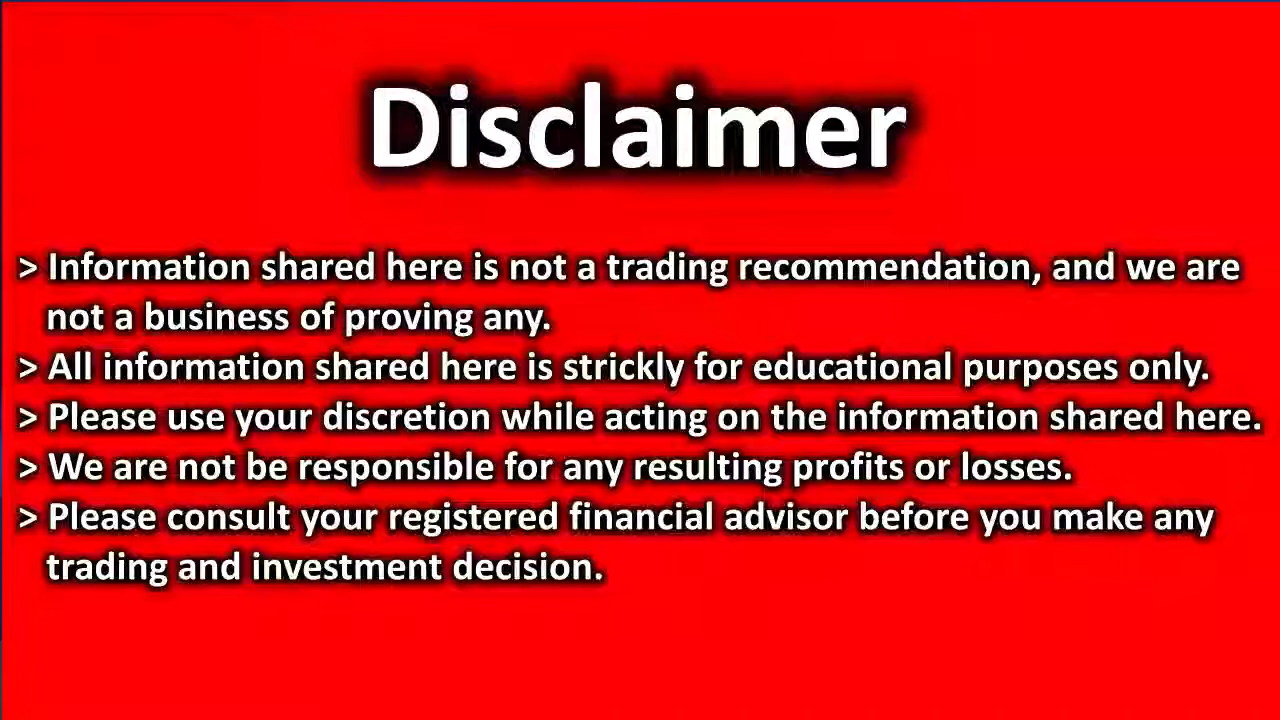 Disclaimer
> Information shared here is not a trading recommendation, and we are
not a business of proving any.
> All information shared here is strickly for educational purposes only.
> Please use your discretion while acting on the information shared here.
> We are not be responsible for any resulting profits or losses.
> Please consult your registered financial advisor before you make any
trading and investment decision.